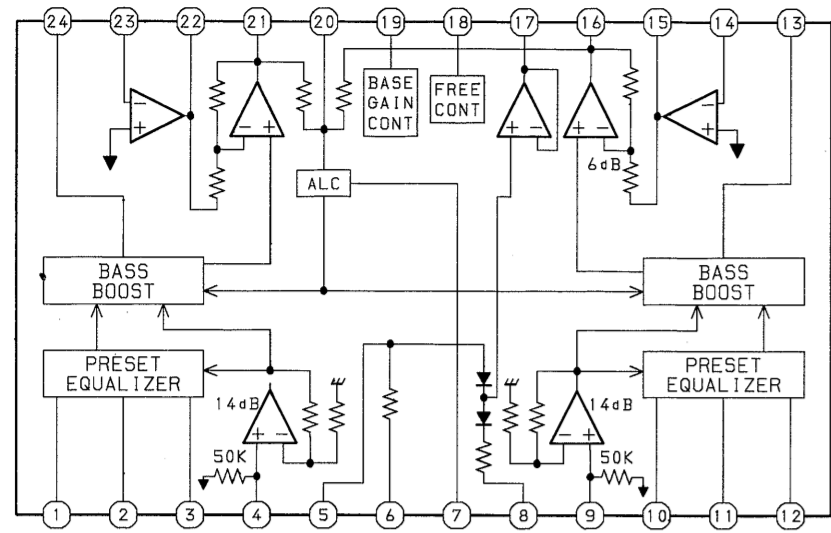 24 23 22 21 20 19 18 17 16 15 14 13
BASE
GAIN
CONT
FREE
CONT
- +
- +
+ -
- +
6dB
ALC
BASS
BOOST
BASS
BOOST
PRESET
EQUALIZER
PRESET
EQUALIZER
14dB
14dB
+ -
- +
50K
50K
1 2 3 4 5 6 7 8 9 10 11 12